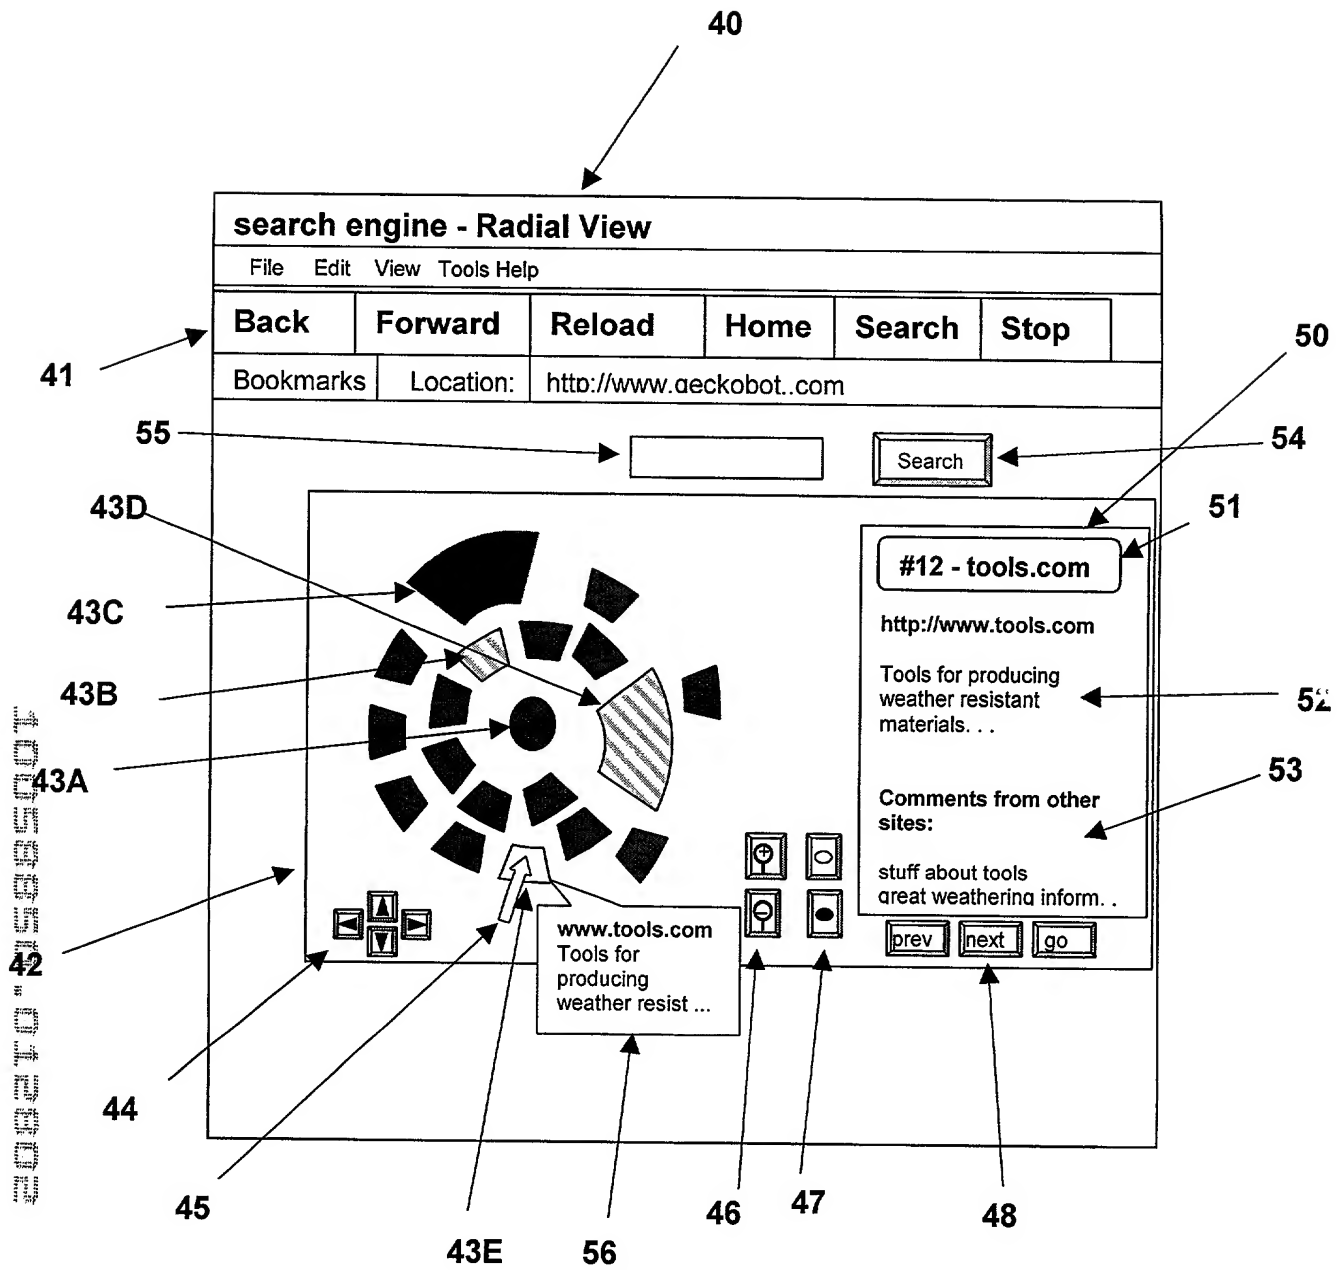 40
search engine - Radial View
File Edit View Tools Help
Back Forward Reload Home Search Stop
41
50
Bookmarks Location: http://www.geckobot..com
55
Search
54
43D
51
#12 - tools.com
43C
http://www.tools.com
43B
Tools for producing
weather resistant
materials. . .
52
43A
53
Comments from other
sites:
stuff about tools
great weathering inform. .
42
www.tools.com
Tools for
producing
weather resist ...
prev next go
44
45
46
47
48
43E
56
10058850.012802